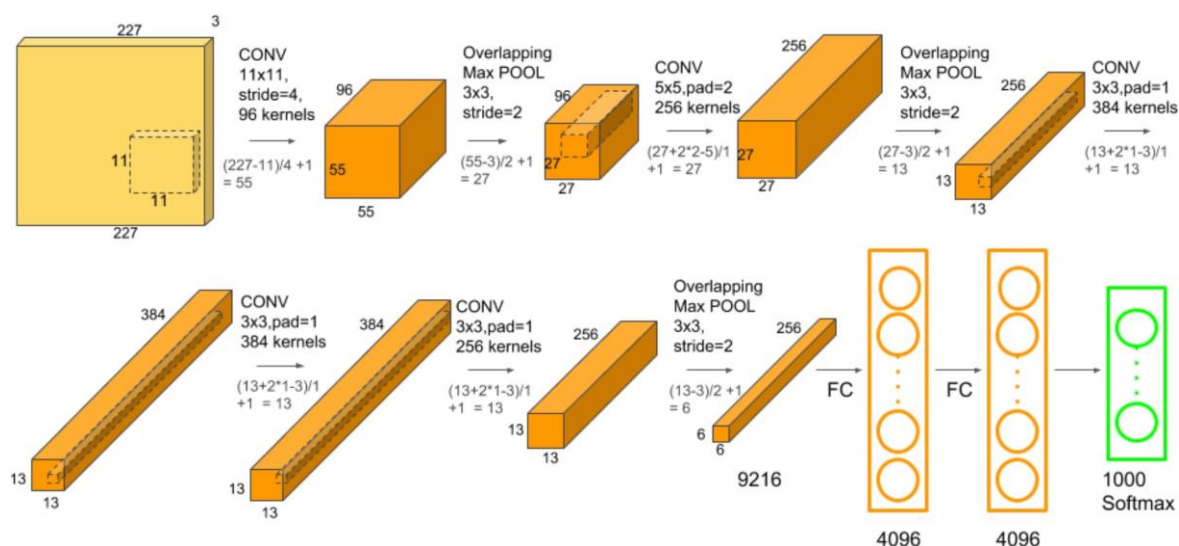 227
3
11
11
227
CONV
11x11,
stride=4,
96 kernels
(227-11)/4 +1
= 55
96
55
55
Overlapping
Max POOL
3x3,
stride=2
(55-3)/2 +1
= 27
96
27
27
CONV
5x5,pad=2
256 kernels
(27+2*2-5)/1
+1 = 27
256
27
27
Overlapping
Max POOL
3x3,
stride=2
(27-3)/2 +1
= 13
256
13
13
CONV
3x3,pad=1
384 kernels
(13+2*1-3)/1
+1 = 13
384
13
13
CONV
3x3,pad=1
384 kernels
(13+2*1-3)/1
+1 = 13
384
13
13
CONV
3x3,pad=1
256 kernels
(13+2*1-3)/1
+1 = 13
256
13
13
Overlapping
Max POOL
3x3,
stride=2
(13-3)/2 +1
= 6
256
6
6
9216
FC
4096
FC
4096
1000
Softmax